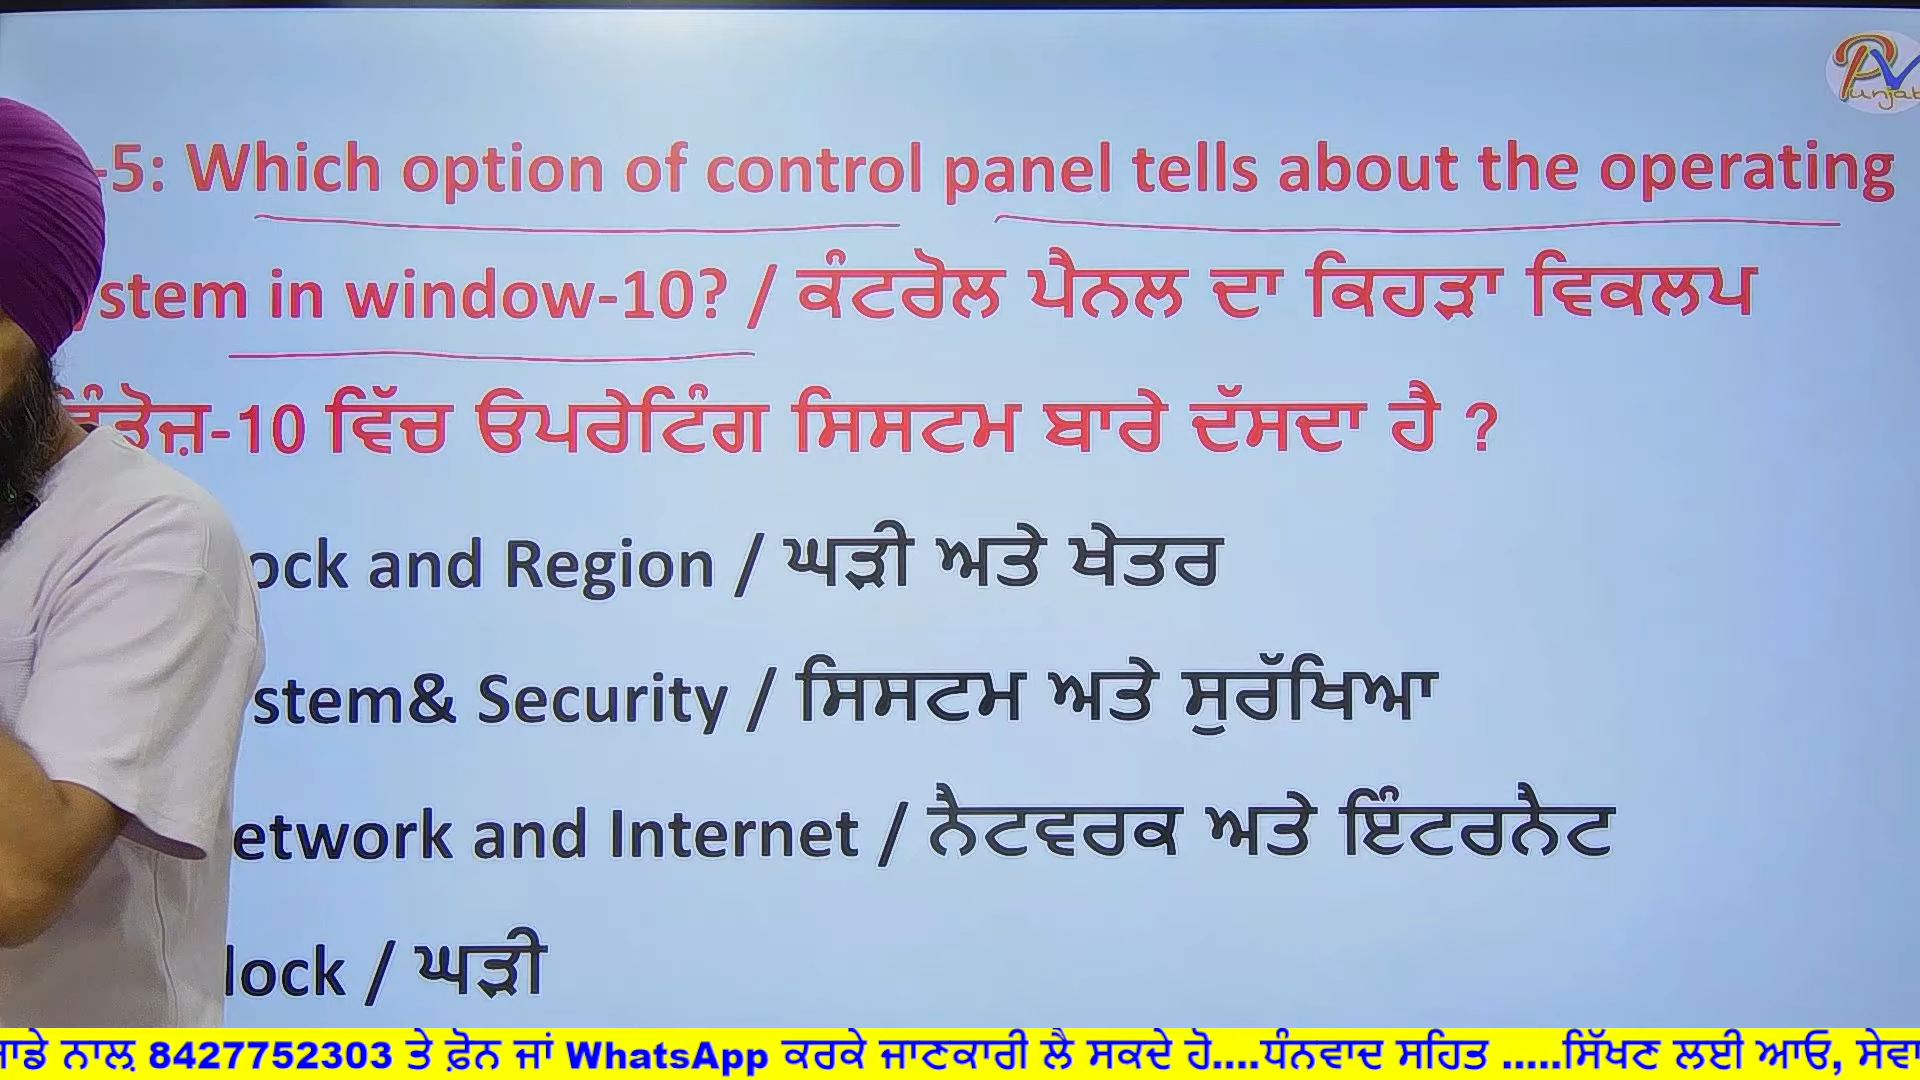 -5: Which option of control panel tells about the operating
stem in window-10? / ਕੰਟਰੋਲ ਪੈਨਲ ਦਾ ਕਿਹੜਾ ਵਿਕਲਪ
ਵਿੰਡੋਜ਼-10 ਵਿੱਚ ਓਪਰੇਟਿੰਗ ਸਿਸਟਮ ਬਾਰੇ ਦੱਸਦਾ ਹੈ ?
ock and Region / ਘੜੀ ਅਤੇ ਖੇਤਰ
stem& Security / ਸਿਸਟਮ ਅਤੇ ਸੁਰੱਖਿਆ
etwork and Internet / ਨੈਟਵਰਕ ਅਤੇ ਇੰਟਰਨੈਟ
lock / ਘੜੀ
ਸਾਡੇ ਨਾਲ਼ 8427752303 ਤੇ ਫ਼ੋਨ ਜਾਂ WhatsApp ਕਰਕੇ ਜਾਣਕਾਰੀ ਲੈ ਸਕਦੇ ਹੋ....ਧੰਨਵਾਦ ਸਹਿਤ .....ਸਿੱਖਣ ਲਈ ਆਓ, ਸੇਵਾ